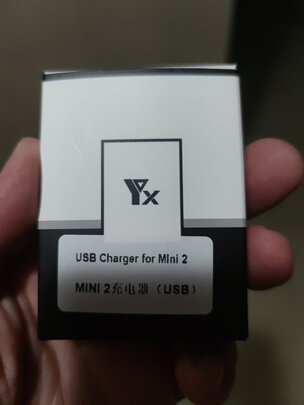 Yx
USB Charger for MIni 2
MINI 2充电器（USB）